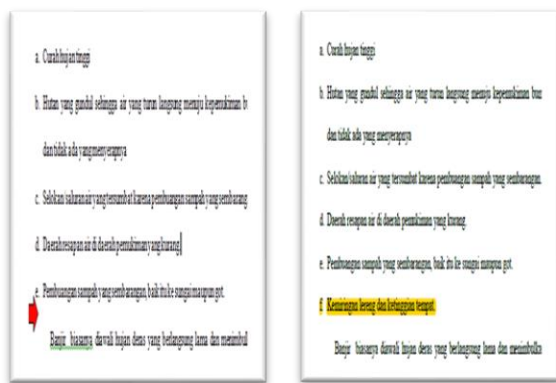 a. Curah hujan tinggi
b. Hutan yang gundul sehingga air yang turun langsung menuju kepemukiman b
dan tidak ada yang menyerapnya
c. Selokan/saluran air yang tersumbat karena pembuangan sampah yang sembarang
d. Daerah resapan air di daerah pemukiman yang kurang
e. Pembuangan sampah yang sembarangan, baik itu ke sungai maupun got.
Banjir biasanya diawali hujan deras yang berlangsung lama dan menimbul
a. Curah hujan tinggi
b. Hutan yang gundul sehingga air yang turun langsung menuju kepemukiman
dan tidak ada yang menyerapnya
c. Selokan/saluran air yang tersumbat karena pembuangan sampah yang sembarangan.
d. Daerah resapan air di daerah pemukiman yang kurang.
e. Pembuangan sampah yang sembarangan, baik itu ke sungai maupun got.
f. Kemiringan lereng dan ketinggian tempat.
Banjir biasanya diawali hujan deras yang berlangsung lama dan menimbulka